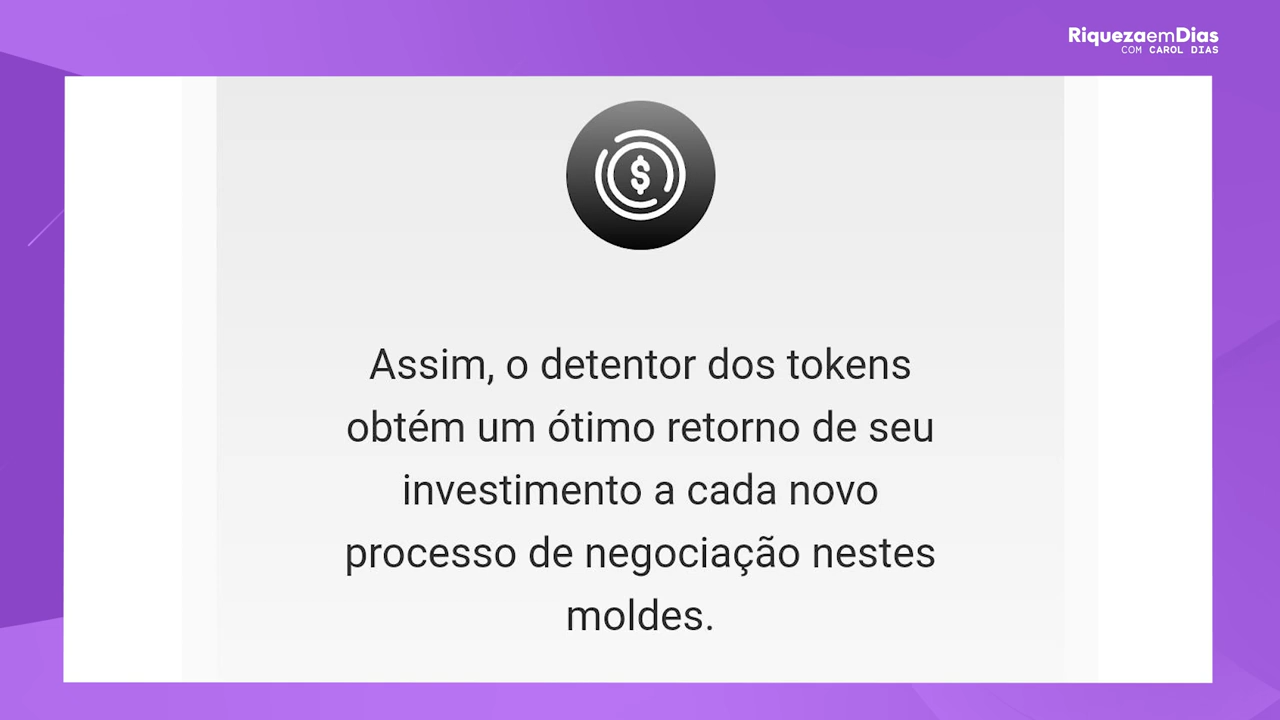 RiquezaemDias
COM CAROL DIAS
$
Assim, o detentor dos tokens
obtém um ótimo retorno de seu
investimento a cada novo
processo de negociação nestes
moldes.